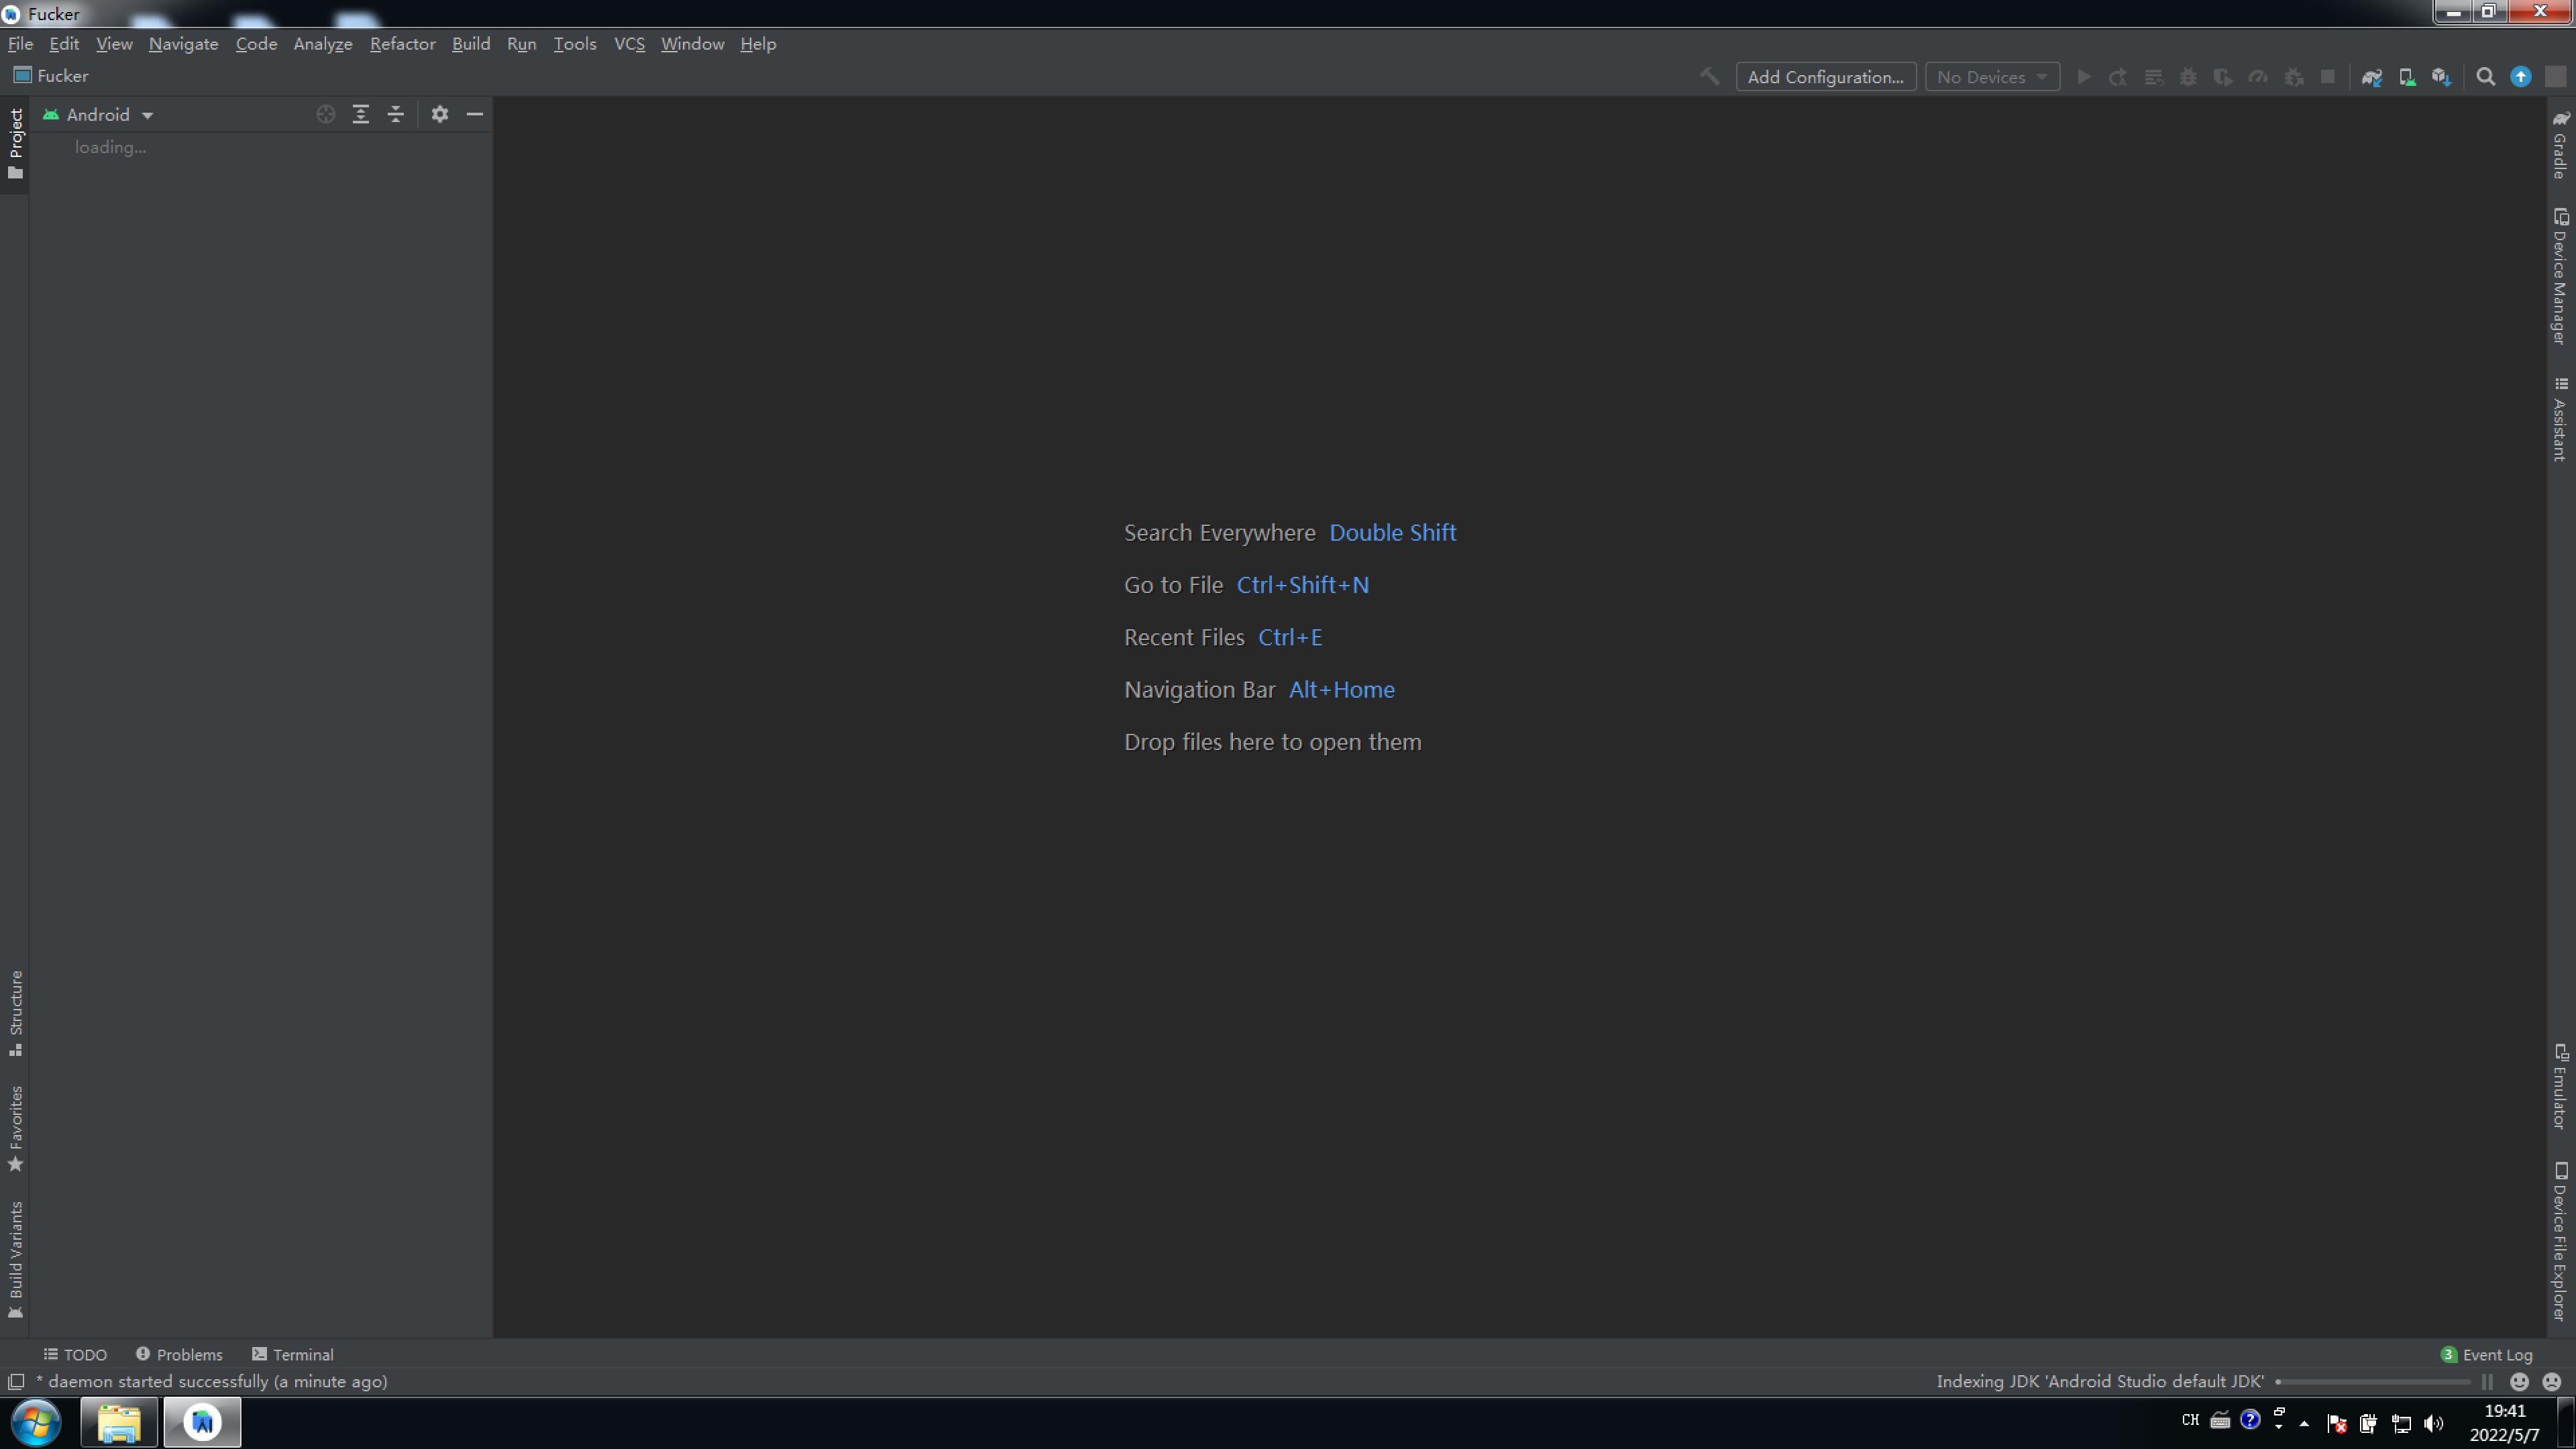 Fucker
File Edit View Navigate Code Analyze Refactor Build Run Tools VCS Window Help
Fucker
Add Configuration...
No Devices
Project
Android
loading...
Search Everywhere Double Shift
Go to File Ctrl+Shift+N
Recent Files Ctrl+E
Navigation Bar Alt+Home
Drop files here to open them
Structure
Favorites
Build Variants
Gradle
Device Manager
Assistant
Emulator
Device File Explorer
TODO Problems Terminal
3 Event Log
* daemon started successfully (a minute ago)
Indexing JDK 'Android Studio default JDK'
CH
19:41
2022/5/7